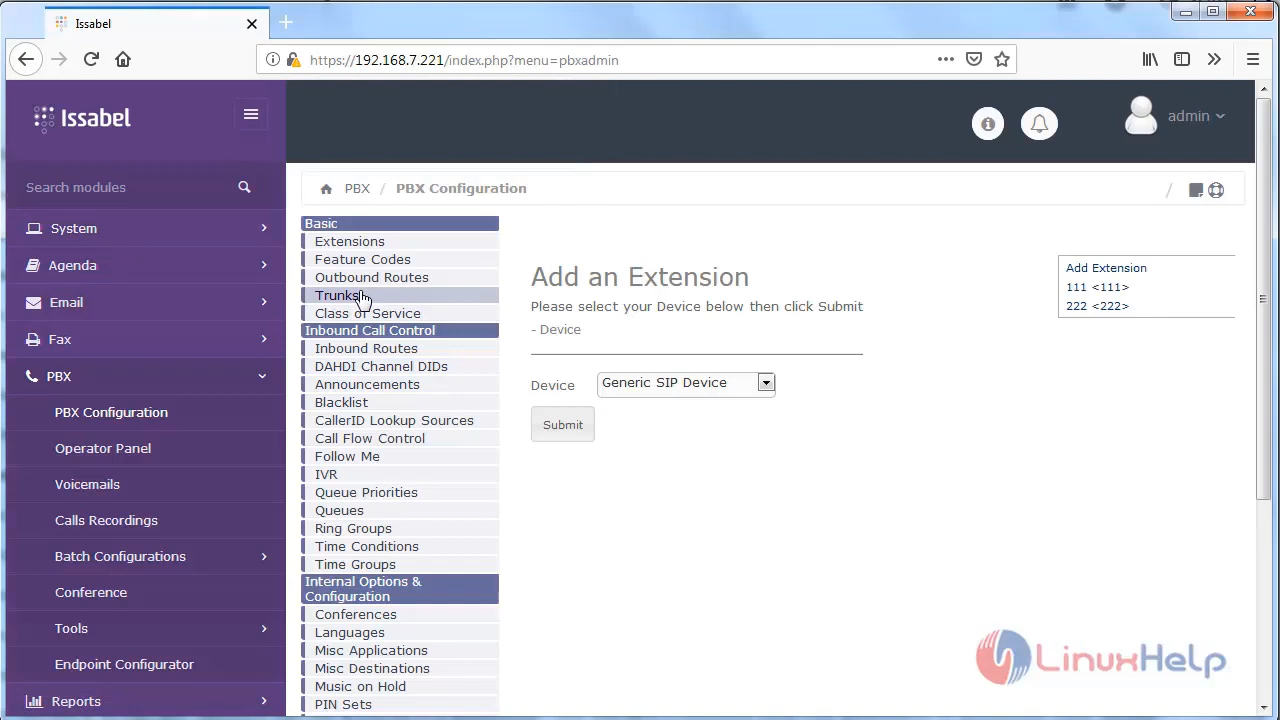 Issabel
https://192.168.7.221/index.php?menu=pbxadmin
Issabel
admin
Search modules
PBX / PBX Configuration /
System
Agenda
Email
Fax
PBX
PBX Configuration
Operator Panel
Voicemails
Calls Recordings
Batch Configurations
Conference
Tools
Endpoint Configurator
Reports
Basic
Extensions
Feature Codes
Outbound Routes
Trunks
Class of Service
Inbound Call Control
Inbound Routes
DAHDI Channel DIDs
Announcements
Blacklist
CallerID Lookup Sources
Call Flow Control
Follow Me
IVR
Queue Priorities
Queues
Ring Groups
Time Conditions
Time Groups
Internal Options &
Configuration
Conferences
Languages
Misc Applications
Misc Destinations
Music on Hold
PIN Sets
Add an Extension
Please select your Device below then click Submit
- Device
Device Generic SIP Device
Submit
Add Extension
111 <111>
222 <222>
LinuxHelp